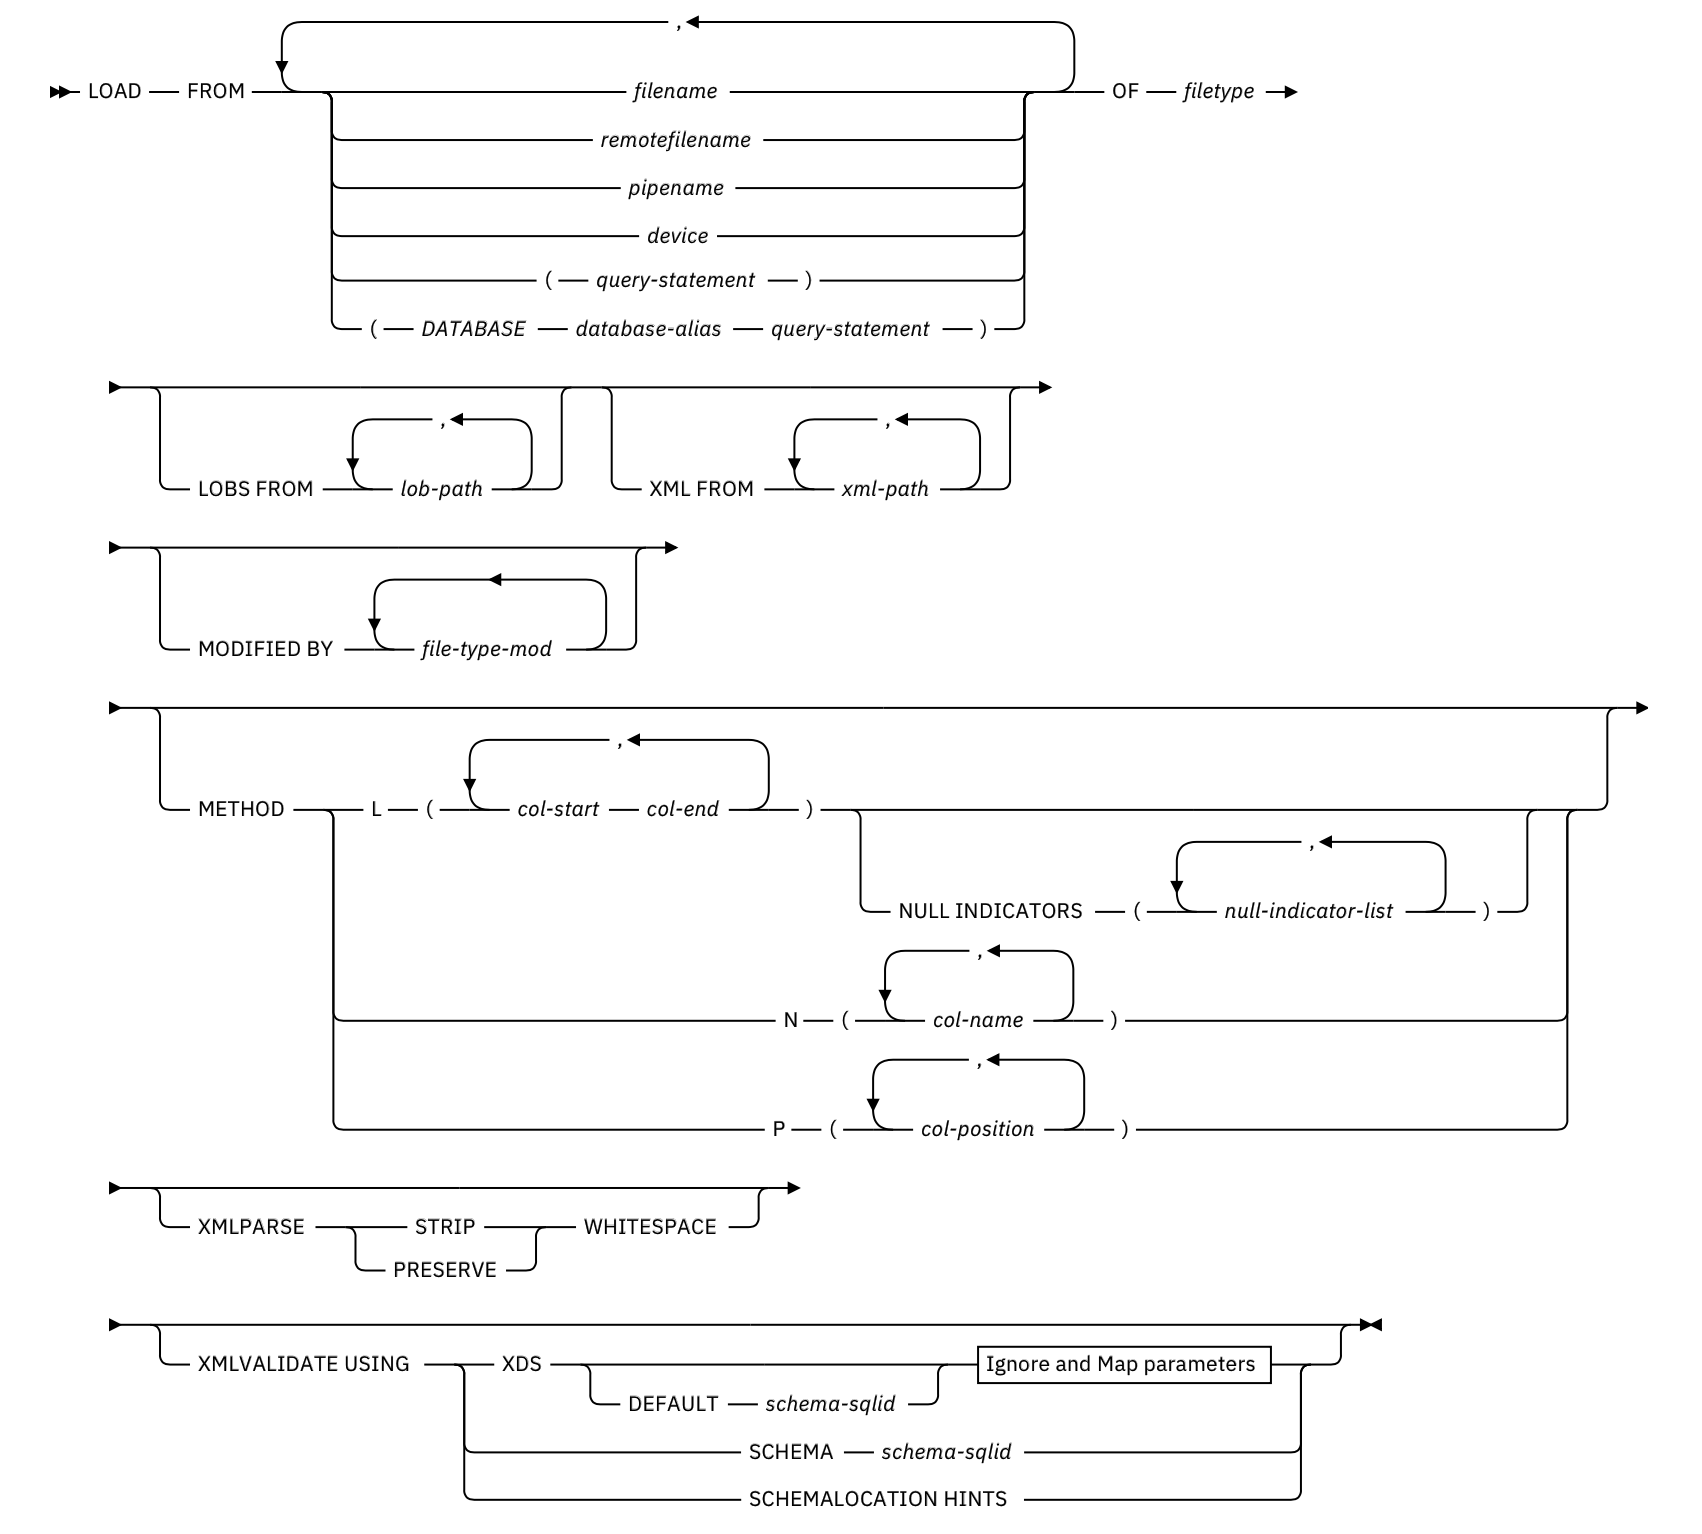 ,
LOAD FROM filename OF filetype
remotefilename
pipename
device
( query-statement )
( DATABASE database-alias query-statement )
, ,
LOBS FROM lob-path XML FROM xml-path
MODIFIED BY file-type-mod
,
METHOD L ( col-start col-end )
,
NULL INDICATORS ( null-indicator-list )
,
N ( col-name )
,
P ( col-position )
XMLPARSE STRIP WHITESPACE
PRESERVE
XMLVALIDATE USING XDS Ignore and Map parameters
DEFAULT schema-sqlid
SCHEMA schema-sqlid
SCHEMALOCATION HINTS